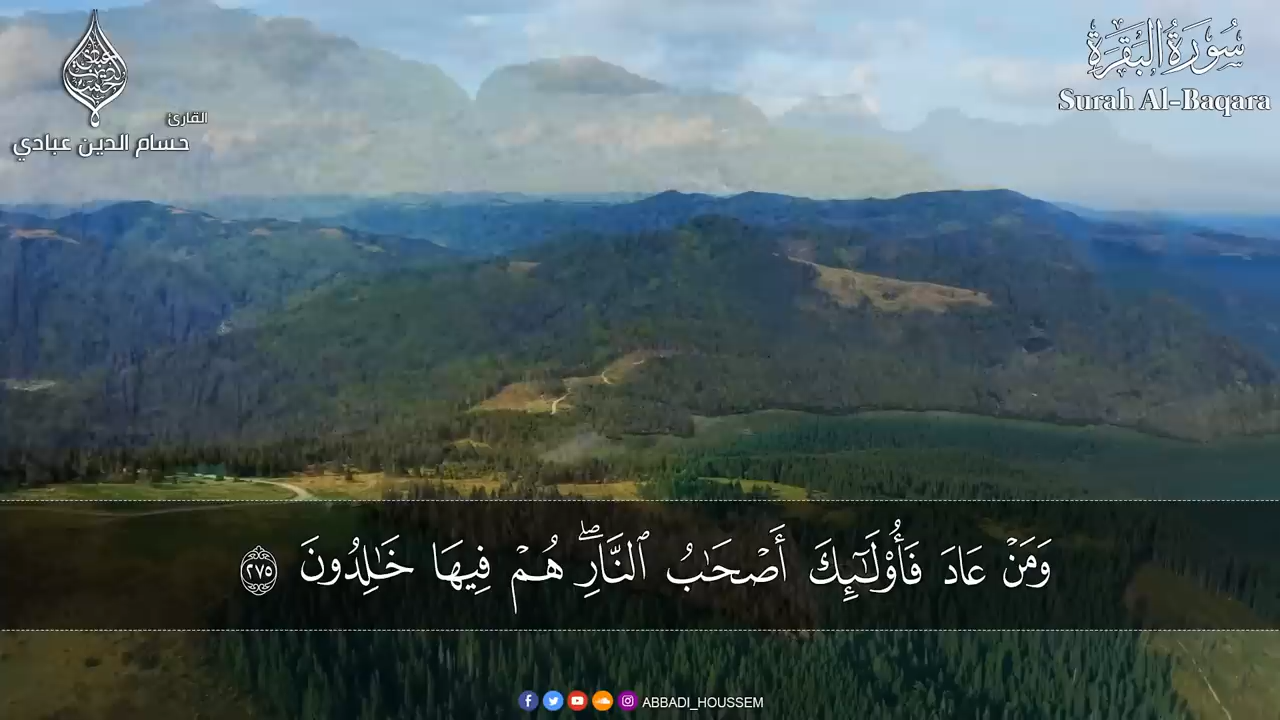 سُورَةُ البَقَرَةِ
Surah Al-Baqara
القارئ
حسام الدين عبادي
وَمَنۡ عَادَ فَأُوْلَـٰٓئِكَ أَصۡحَـٰبُ ٱلنَّارِۖ هُمۡ فِيهَا خَـٰلِدُونَ ٢٧٥
ABBADI_HOUSSEM